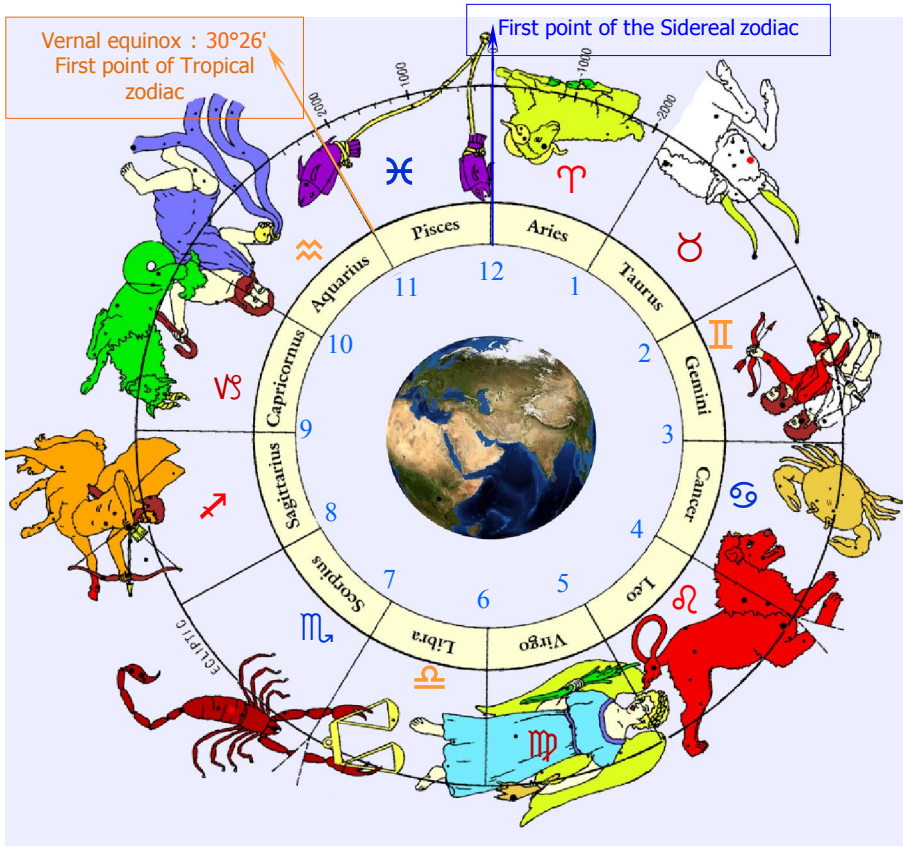 Vernal equinox : 30°26'
First point of Tropical
zodiac
First point of the Sidereal zodiac
2000
1000
0
-1000
-2000
♓
♈
♉
♊
♋
♌
♍
♎
♏
♐
♑
♒
Pisces
Aries
Taurus
Gemini
Cancer
Leo
Virgo
Libra
Scorpius
Sagittarius
Capricornus
Aquarius
12
1
2
3
4
5
6
7
8
9
10
11
ECLIPTIC